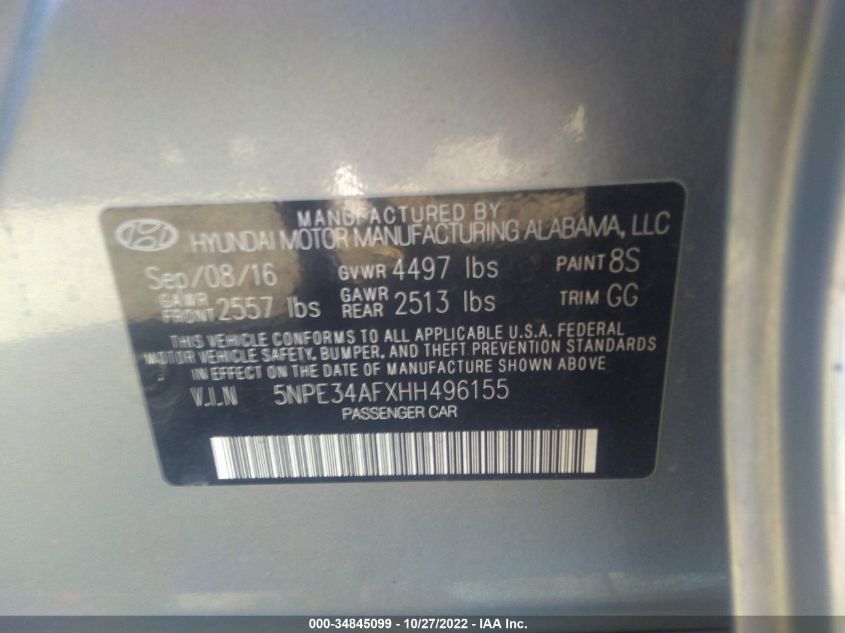 MANUFACTURED BY
HYUNDAI MOTOR MANUFACTURING ALABAMA, LLC
Sep/08/16 GVWR 4497 lbs PAINT 8S
GAWR FRONT 2557 lbs GAWR REAR 2513 lbs TRIM GG
THIS VEHICLE CONFORMS TO ALL APPLICABLE U.S.A. FEDERAL
MOTOR VEHICLE SAFETY, BUMPER, AND THEFT PREVENTION STANDARDS
IN EFFECT ON THE DATE OF MANUFACTURE SHOWN ABOVE
V.I.N 5NPE34AFXHH496155
PASSENGER CAR
000-34845099 | 10/27/2022 - IAA Inc.